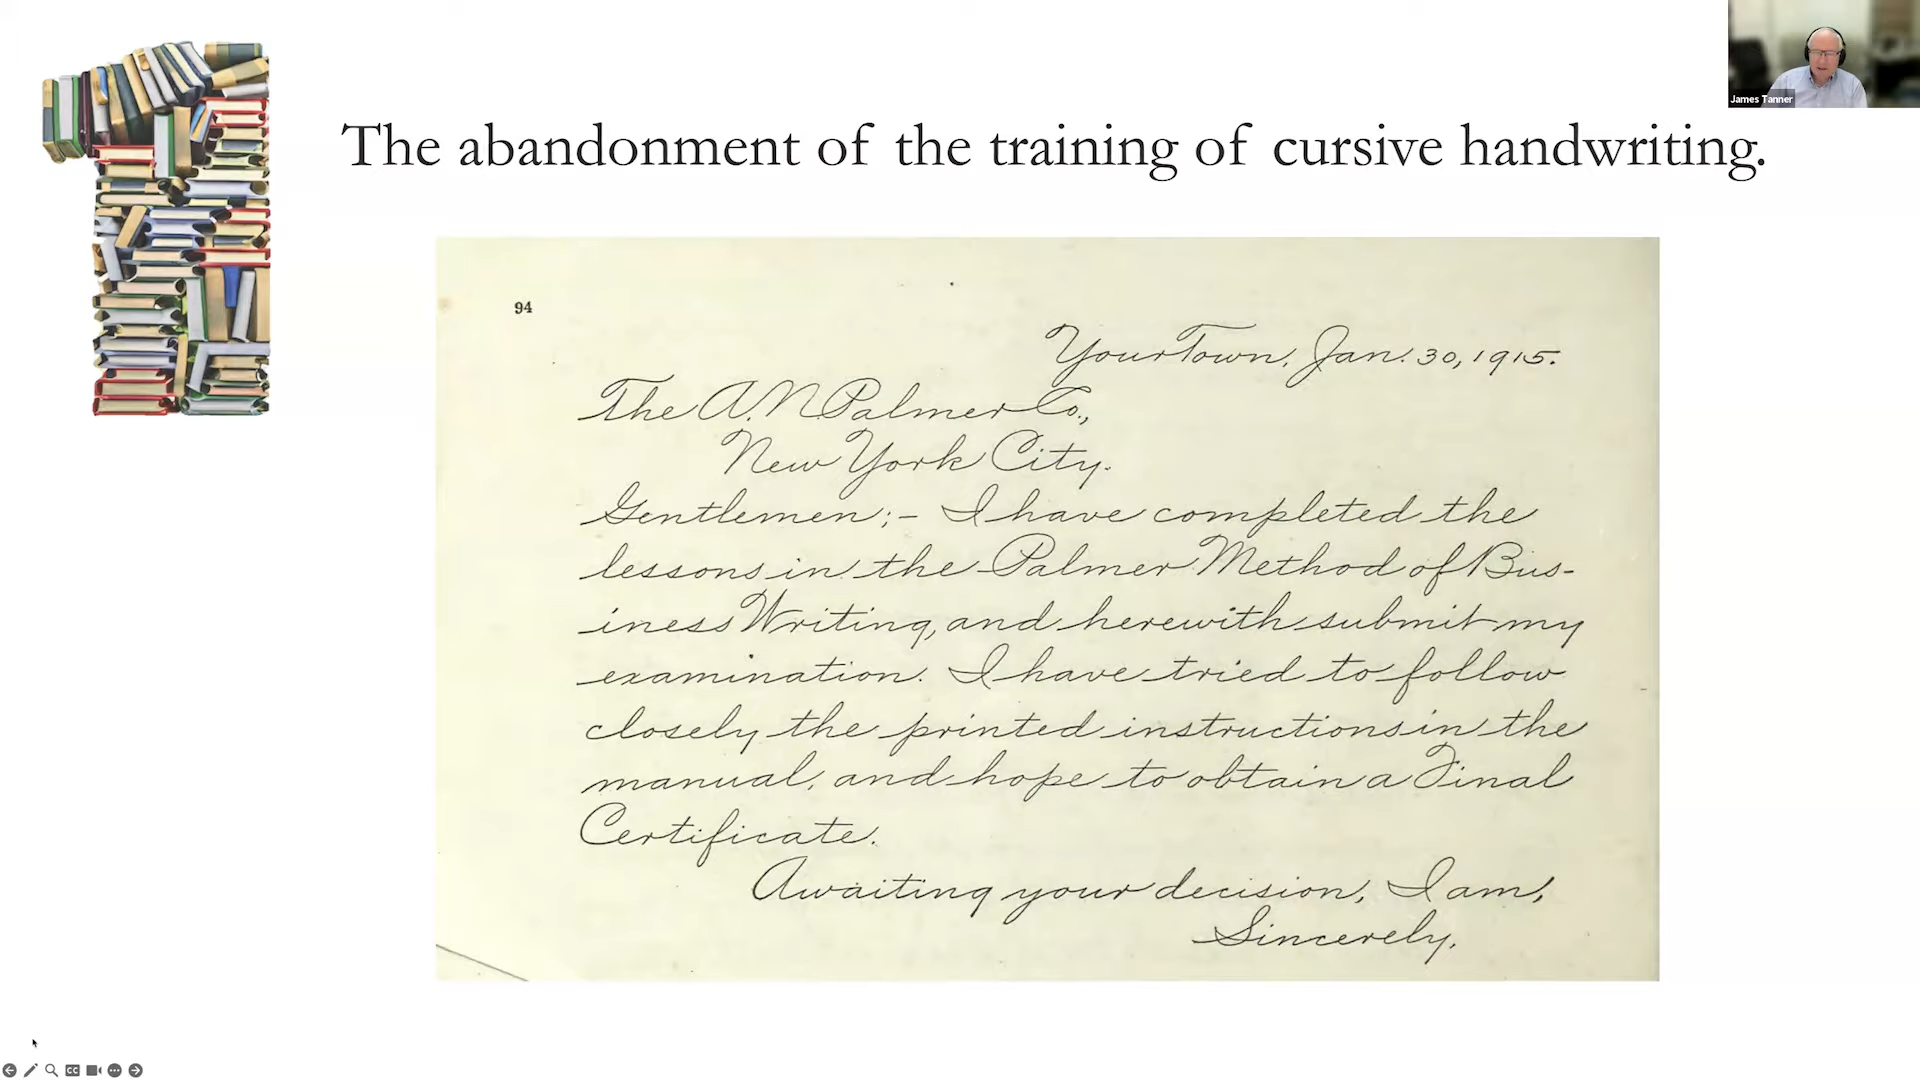 James Tanner
The abandonment of the training of cursive handwriting.
94
Your Town, Jan. 30, 1915.
The A. N. Palmer Co.,
New York City.
Gentlemen;- I have completed the
lessons in the Palmer Method of Bus-
iness Writing, and herewith submit my
examination. I have tried to follow
closely the printed instructions in the
manual, and hope to obtain a Final
Certificate.
Awaiting your decision, I am,
Sincerely,
CC